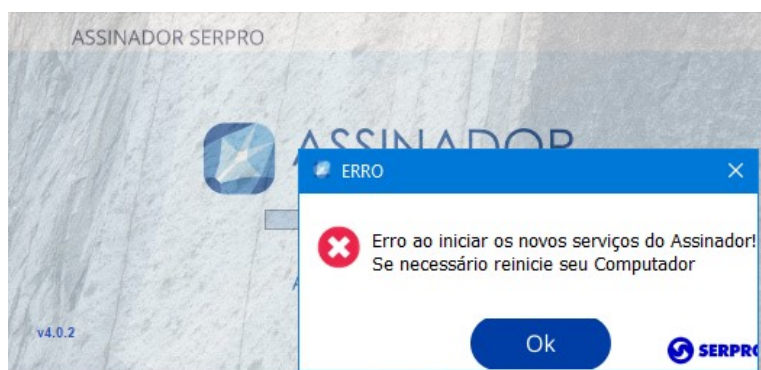 ASSINADOR SERPRO
ASSINADOR
ERRO
Erro ao iniciar os novos serviços do Assinador!
Se necessário reinicie seu Computador
v4.0.2
Ok
SERPRO